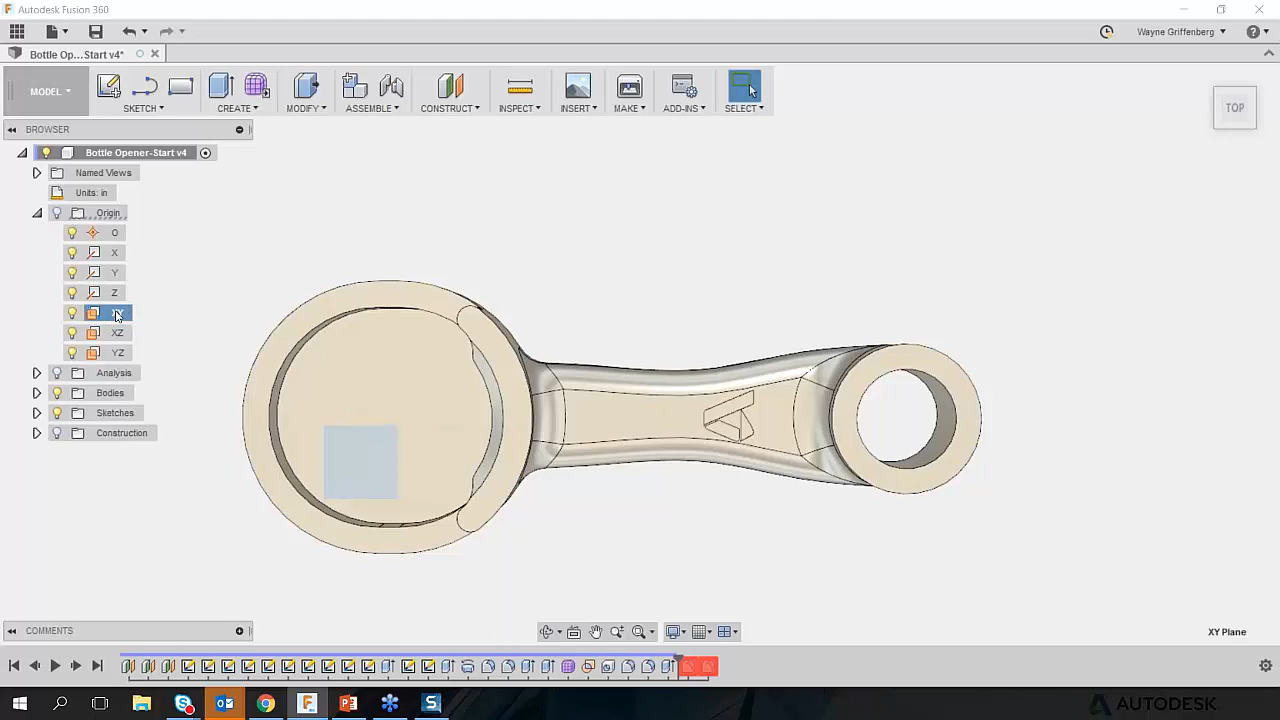 Autodesk Fusion 360
Wayne Griffenberg
Bottle Op...Start v4*
MODEL
SKETCH
CREATE
MODIFY
ASSEMBLE
CONSTRUCT
INSPECT
INSERT
MAKE
ADD-INS
SELECT
TOP
BROWSER
Bottle Opener-Start v4
Named Views
Units: in
Origin
O
X
Y
Z
XZ
YZ
Analysis
Bodies
Sketches
Construction
COMMENTS
XY Plane
AUTODESK